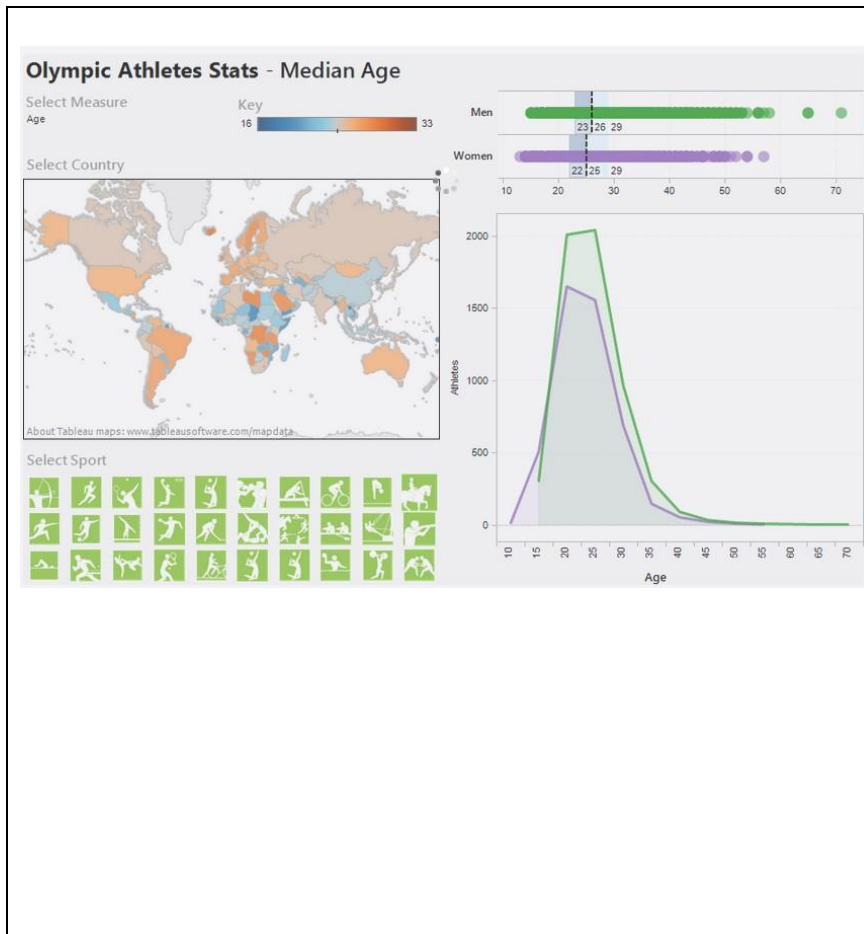 Olympic Athletes Stats - Median Age
Select Measure
Age
Key
16
33
Select Country
About Tableau maps: www.tableausoftware.com/mapdata
Select Sport
Men
23 26 29
Women
22 25 29
10 20 30 40 50 60 70
2000
1500
1000
500
0
Athletes
10 15 20 25 30 35 40 45 50 55 60 65 70
Age